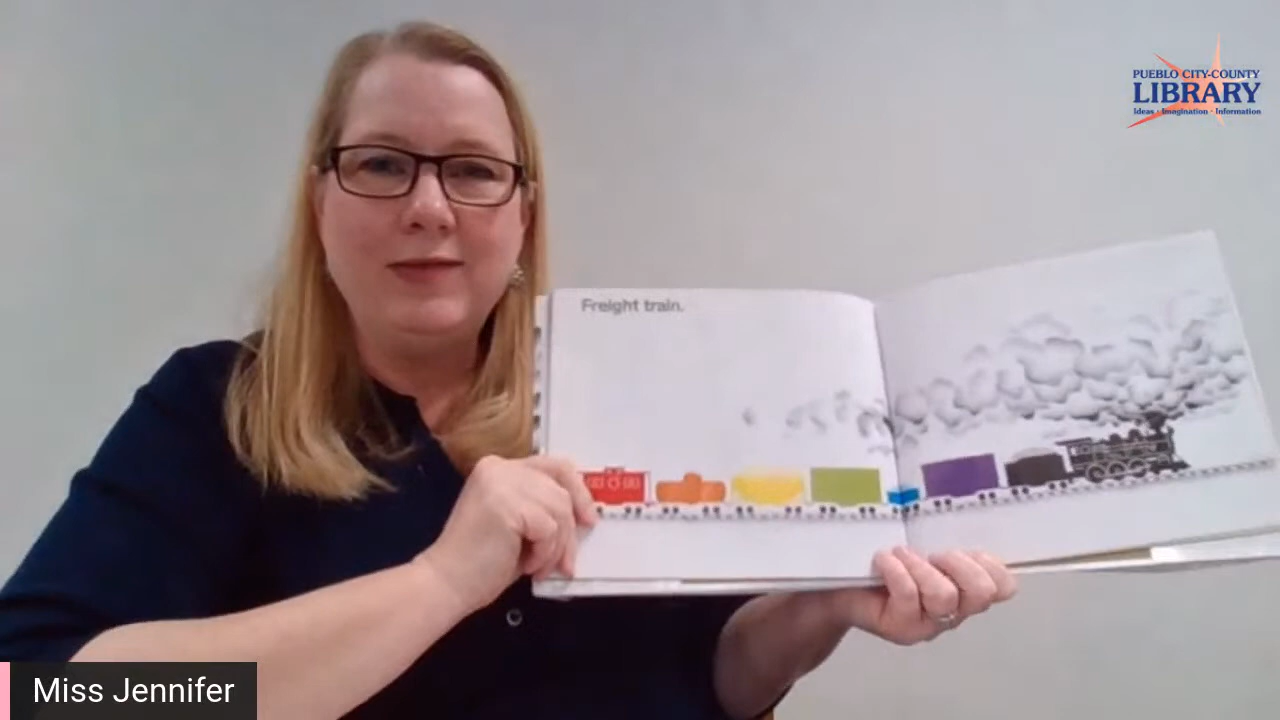 PUEBLO CITY-COUNTY
LIBRARY
Ideas · Imagination · Information
Freight train.
Miss Jennifer